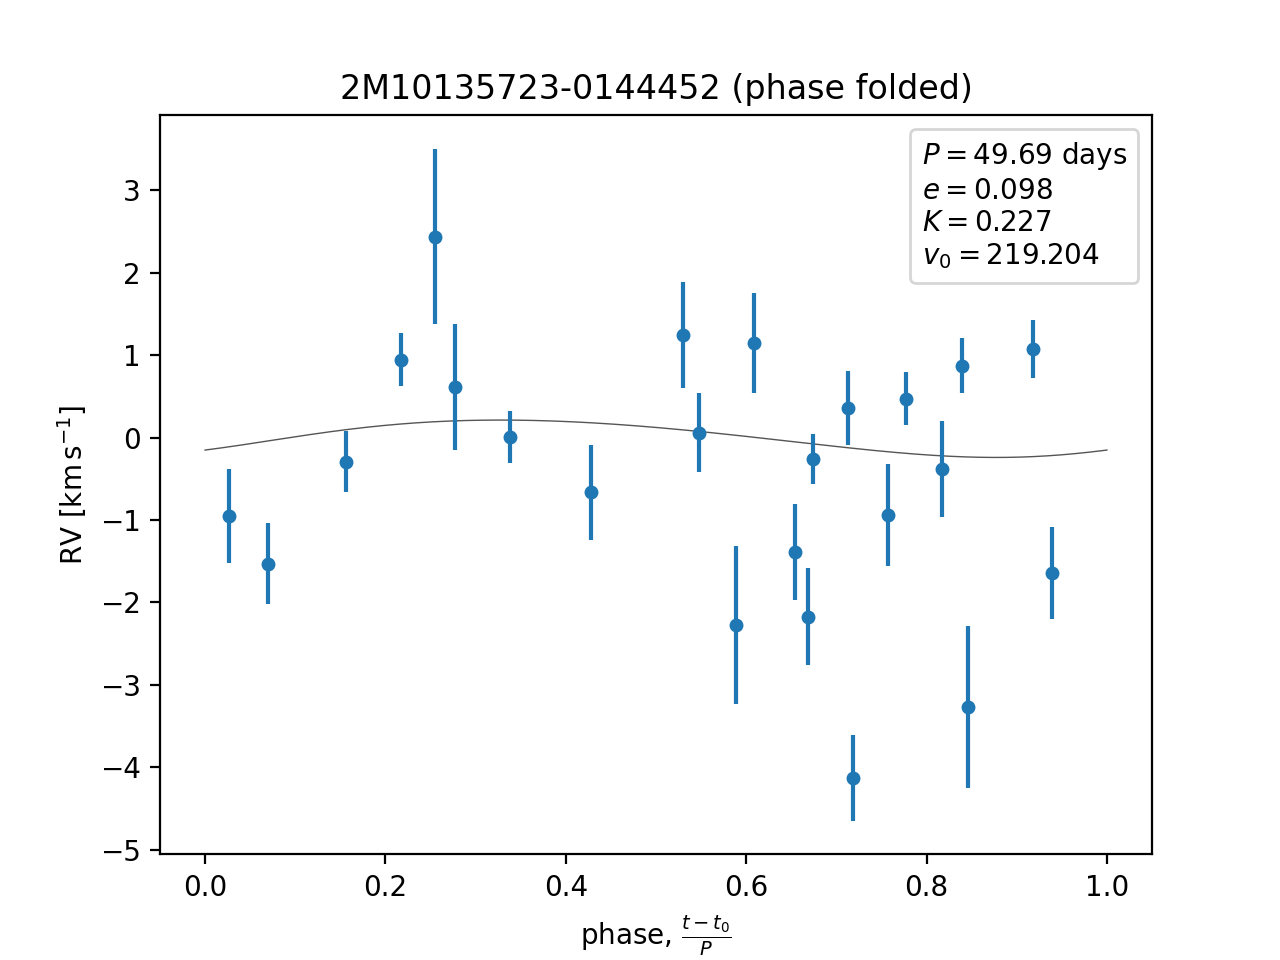 2M10135723-0144452 (phase folded)
P = 49.69 days
e = 0.098
K = 0.227
v₀ = 219.204
3
2
1
0
−1
−2
−3
−4
−5
RV [km s⁻¹]
0.0 0.2 0.4 0.6 0.8 1.0
phase, (t − t₀)/P